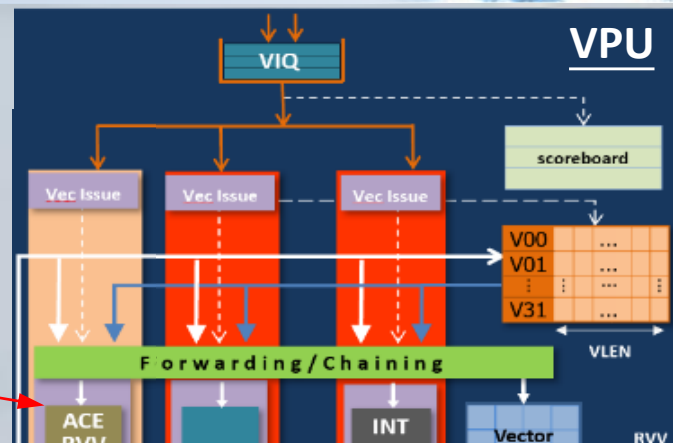 VPU
VIQ
scoreboard
Vec Issue
Vec Issue
Vec Issue
V00 ...
V01 ...
⋮ ⋮ ... ⋮
V31 ...
VLEN
Forwarding/Chaining
ACE
RVV
INT
Vector
RVV